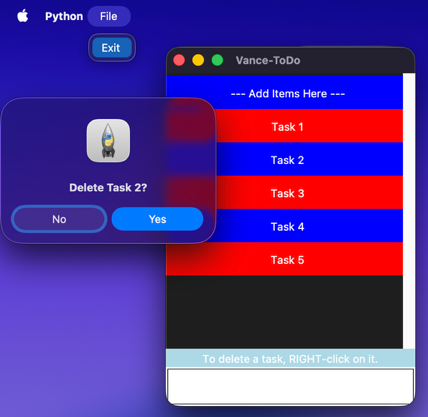 Python File
Exit
Vance-ToDo
--- Add Items Here ---
Task 1
Task 2
Task 3
Task 4
Task 5
To delete a task, RIGHT-click on it.
Delete Task 2?
No Yes